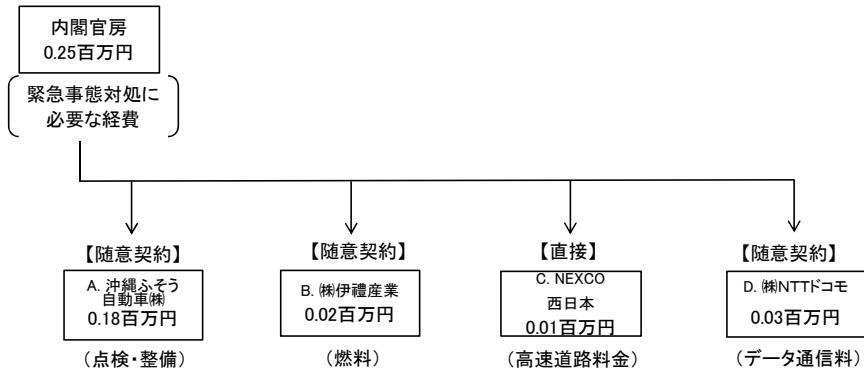 内閣官房
0.25百万円
緊急事態対処に
必要な経費
【随意契約】
【随意契約】
【直接】
【随意契約】
A. 沖縄ふそう
自動車㈱
0.18百万円
B. ㈱伊禮産業
0.02百万円
C. NEXCO
西日本
0.01百万円
D. ㈱NTTドコモ
0.03百万円
（点検・整備）
（燃料）
（高速道路料金）
（データ通信料）